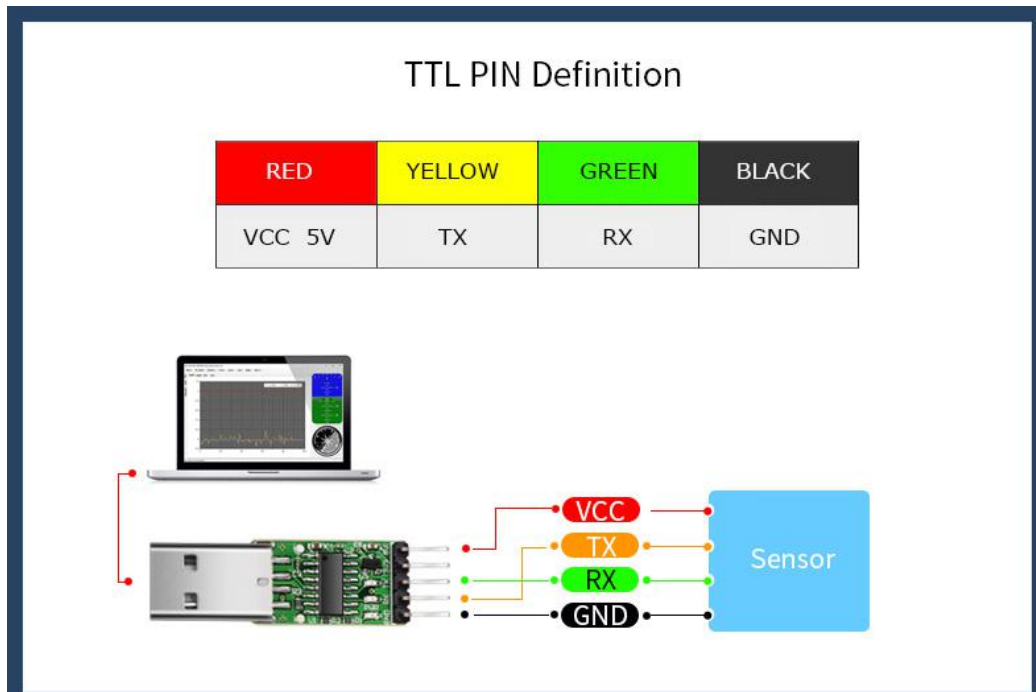 TTL PIN Definition
RED YELLOW GREEN BLACK
VCC 5V TX RX GND
VCC
TX
RX
GND
Sensor